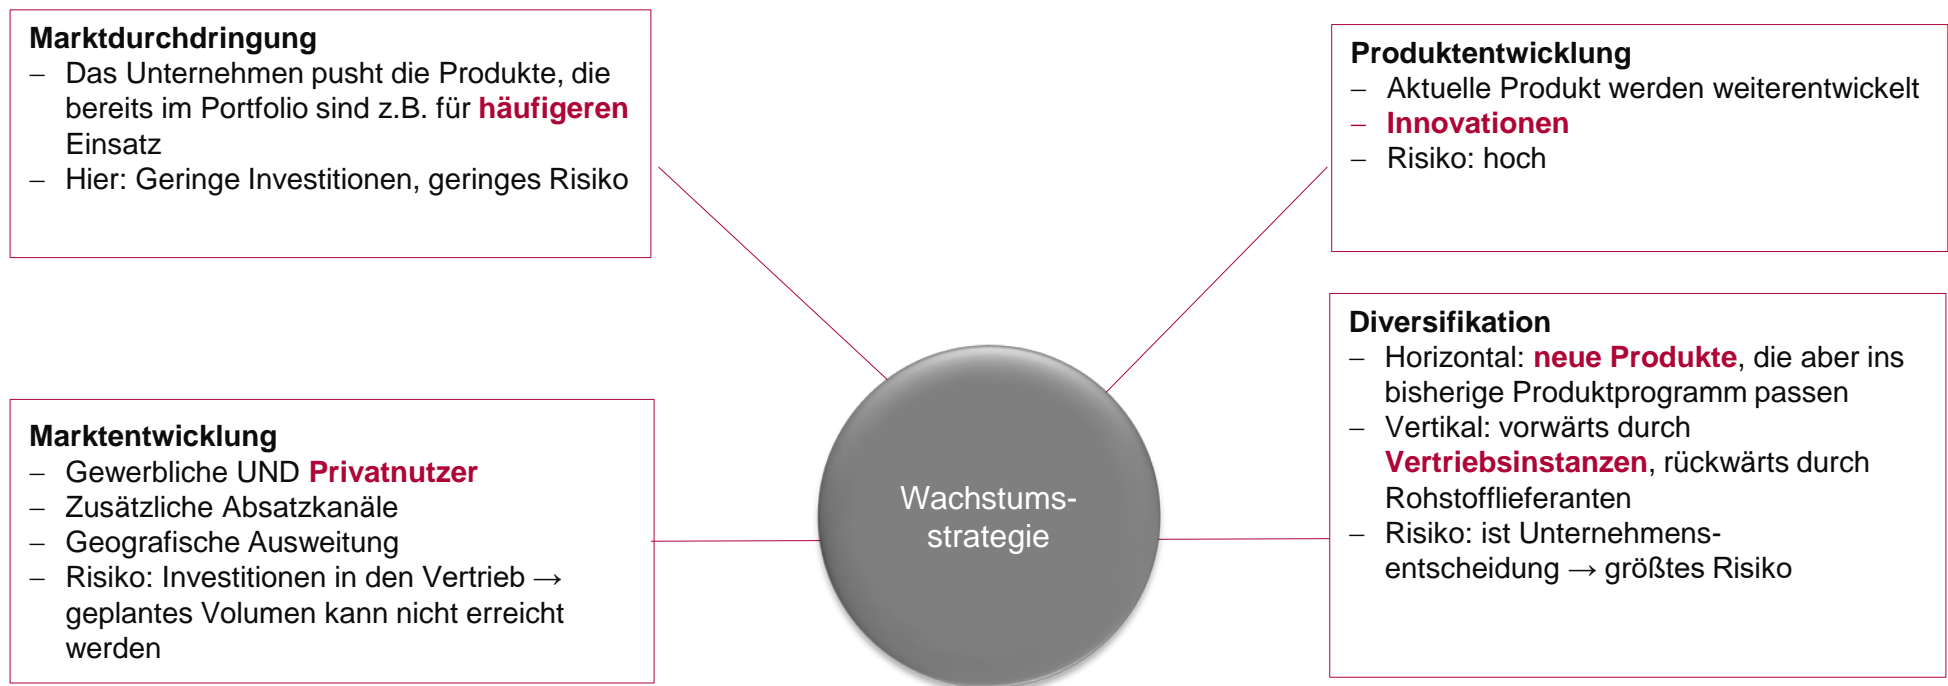 Marktdurchdringung
– Das Unternehmen pusht die Produkte, die
bereits im Portfolio sind z.B. für häufigeren
Einsatz
– Hier: Geringe Investitionen, geringes Risiko
Produktentwicklung
– Aktuelle Produkt werden weiterentwickelt
– Innovationen
– Risiko: hoch
Marktentwicklung
– Gewerbliche UND Privatnutzer
– Zusätzliche Absatzkanäle
– Geografische Ausweitung
– Risiko: Investitionen in den Vertrieb →
geplantes Volumen kann nicht erreicht
werden
Wachstums-
strategie
Diversifikation
– Horizontal: neue Produkte, die aber ins
bisherige Produktprogramm passen
– Vertikal: vorwärts durch
Vertriebsinstanzen, rückwärts durch
Rohstofflieferanten
– Risiko: ist Unternehmens-
entscheidung → größtes Risiko